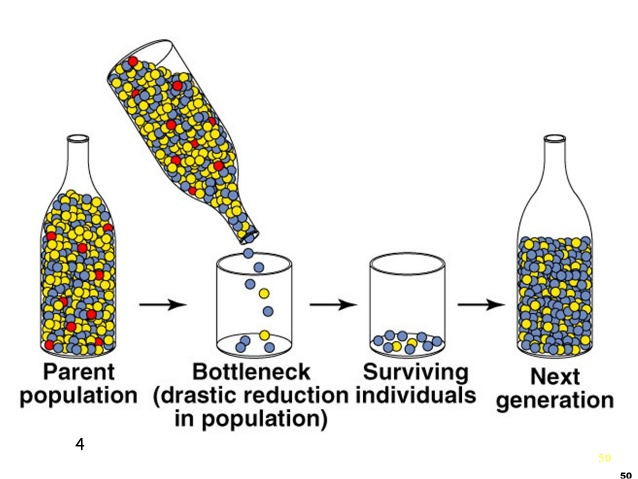 Parent
population
Bottleneck
(drastic reduction
in population)
Surviving
individuals
Next
generation
4
50
50